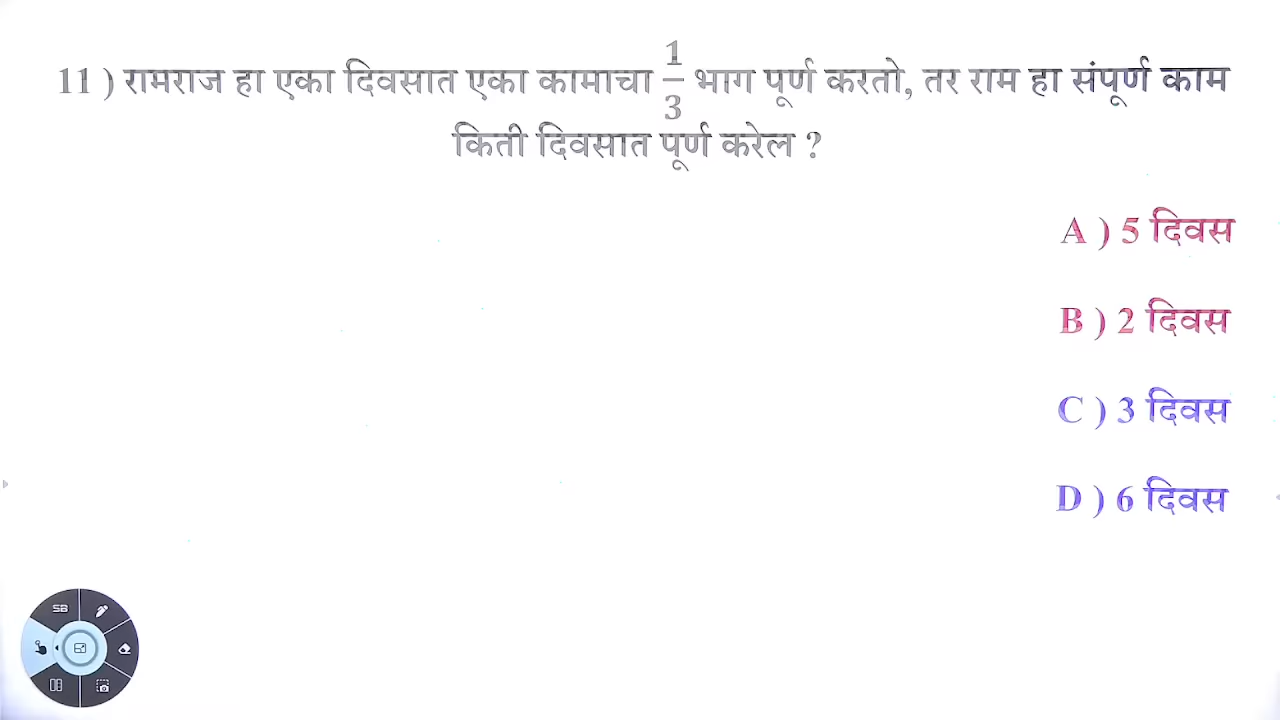 11 ) रामराज हा एका दिवसात एका कामाचा 1/3 भाग पूर्ण करतो, तर राम हा संपूर्ण काम
किती दिवसात पूर्ण करेल ?
A ) 5 दिवस
B ) 2 दिवस
C ) 3 दिवस
D ) 6 दिवस
SB